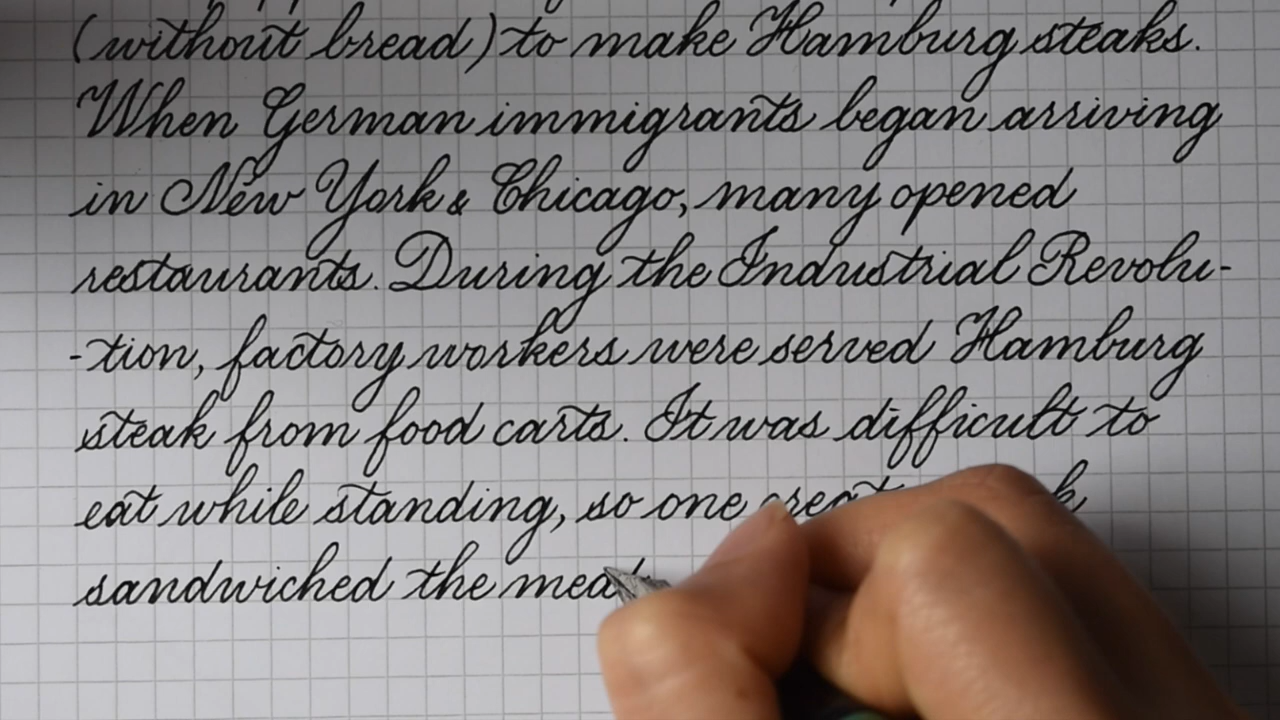 (without bread) to make Hamburg steaks.
When German immigrants began arriving
in New York & Chicago, many opened
restaurants. During the Industrial Revolu-
-tion, factory workers were served Hamburg
steak from food carts. It was difficult to
eat while standing, so one
sandwiched the meat